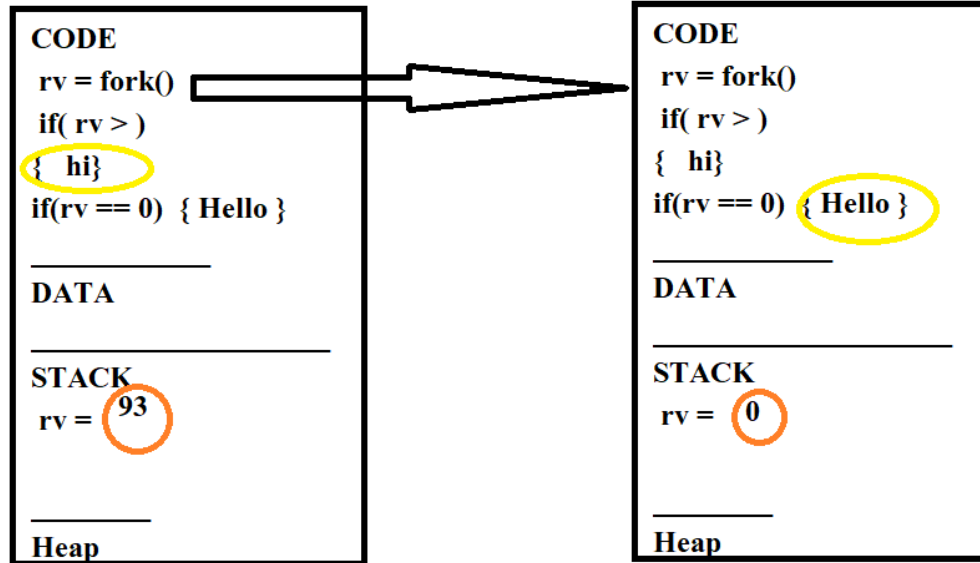 CODE
rv = fork()
if( rv > )
{ hi}
if(rv == 0) { Hello }
DATA
STACK
rv = 93
Heap
CODE
rv = fork()
if( rv > )
{ hi}
if(rv == 0) { Hello }
DATA
STACK
rv = 0
Heap